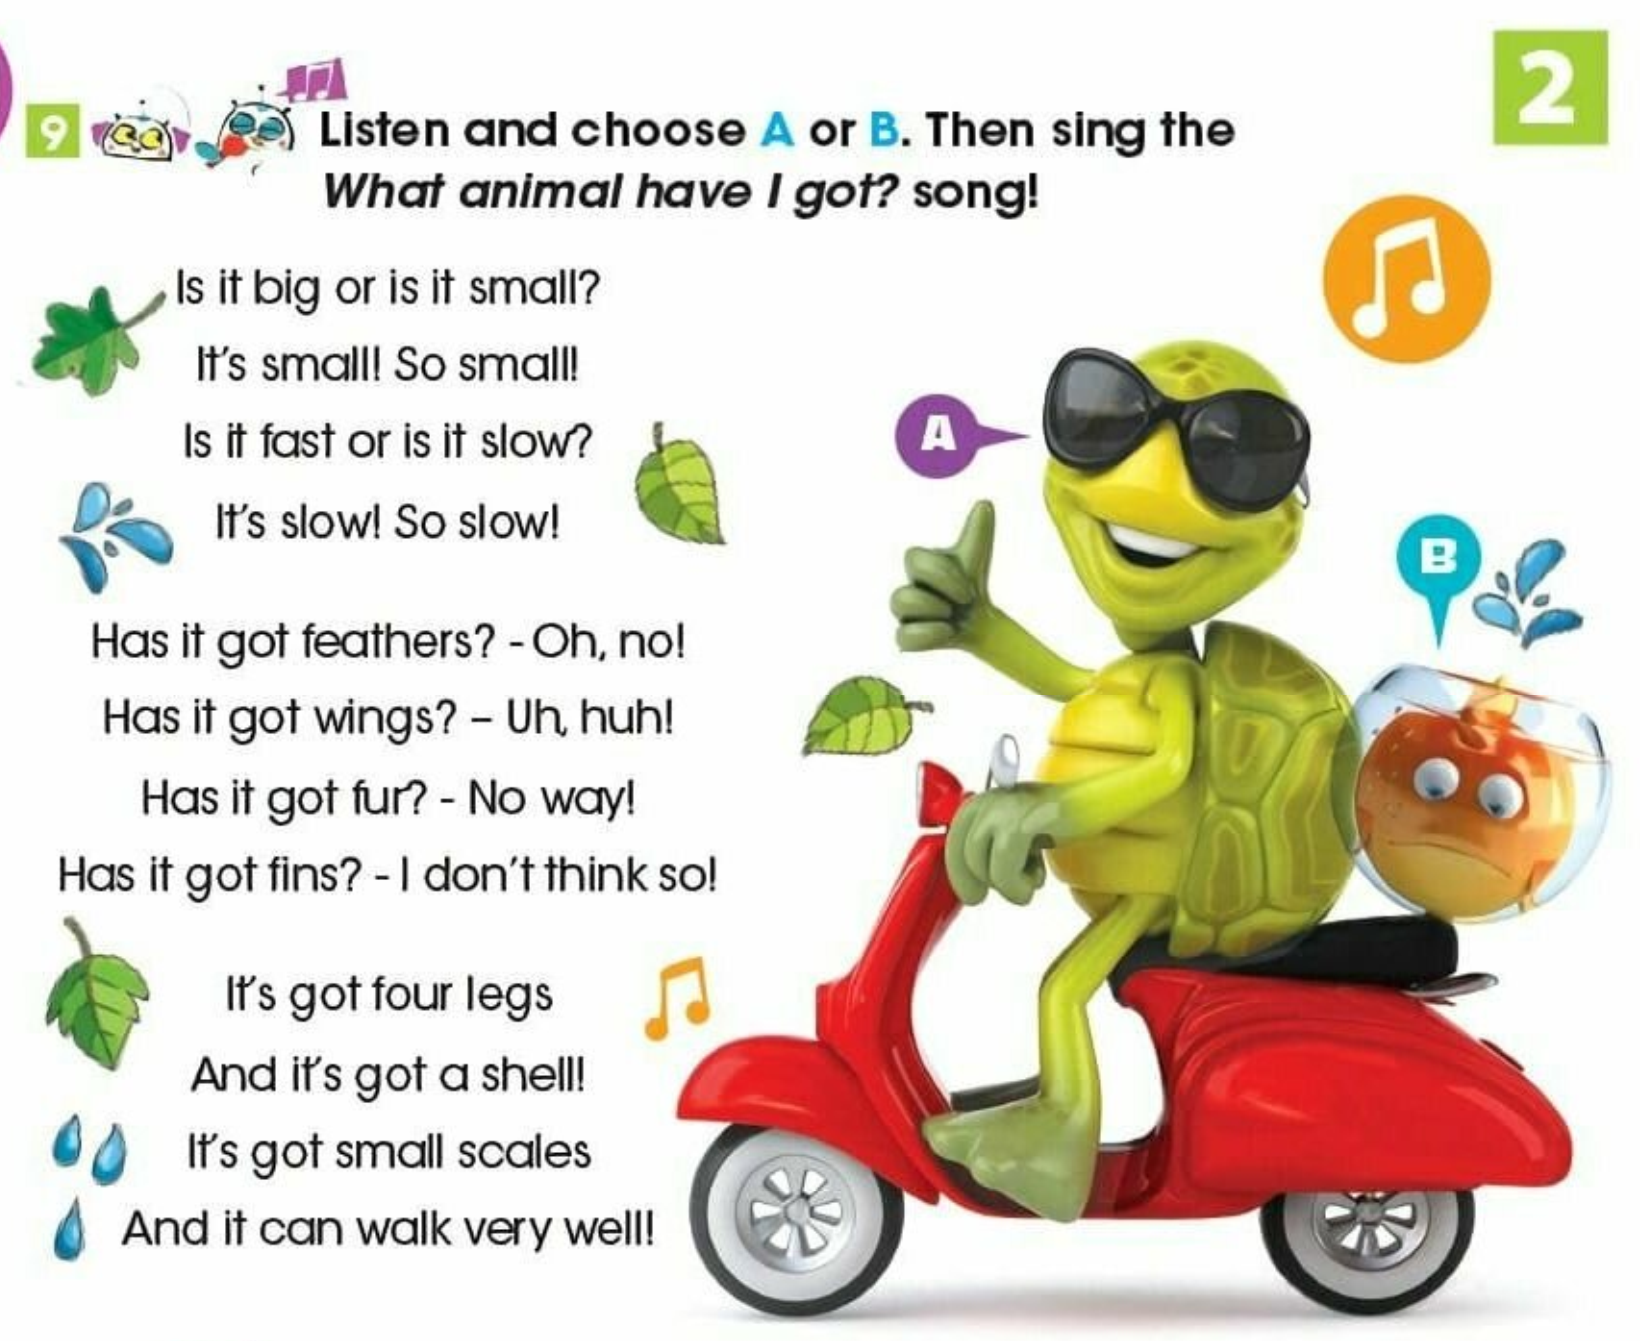 2
9 Listen and choose A or B. Then sing the
What animal have I got? song!
Is it big or is it small?
It's small! So small!
Is it fast or is it slow?
It's slow! So slow!
Has it got feathers? - Oh, no!
Has it got wings? – Uh, huh!
Has it got fur? - No way!
Has it got fins? - I don't think so!
It's got four legs
And it's got a shell!
It's got small scales
And it can walk very well!
A
B